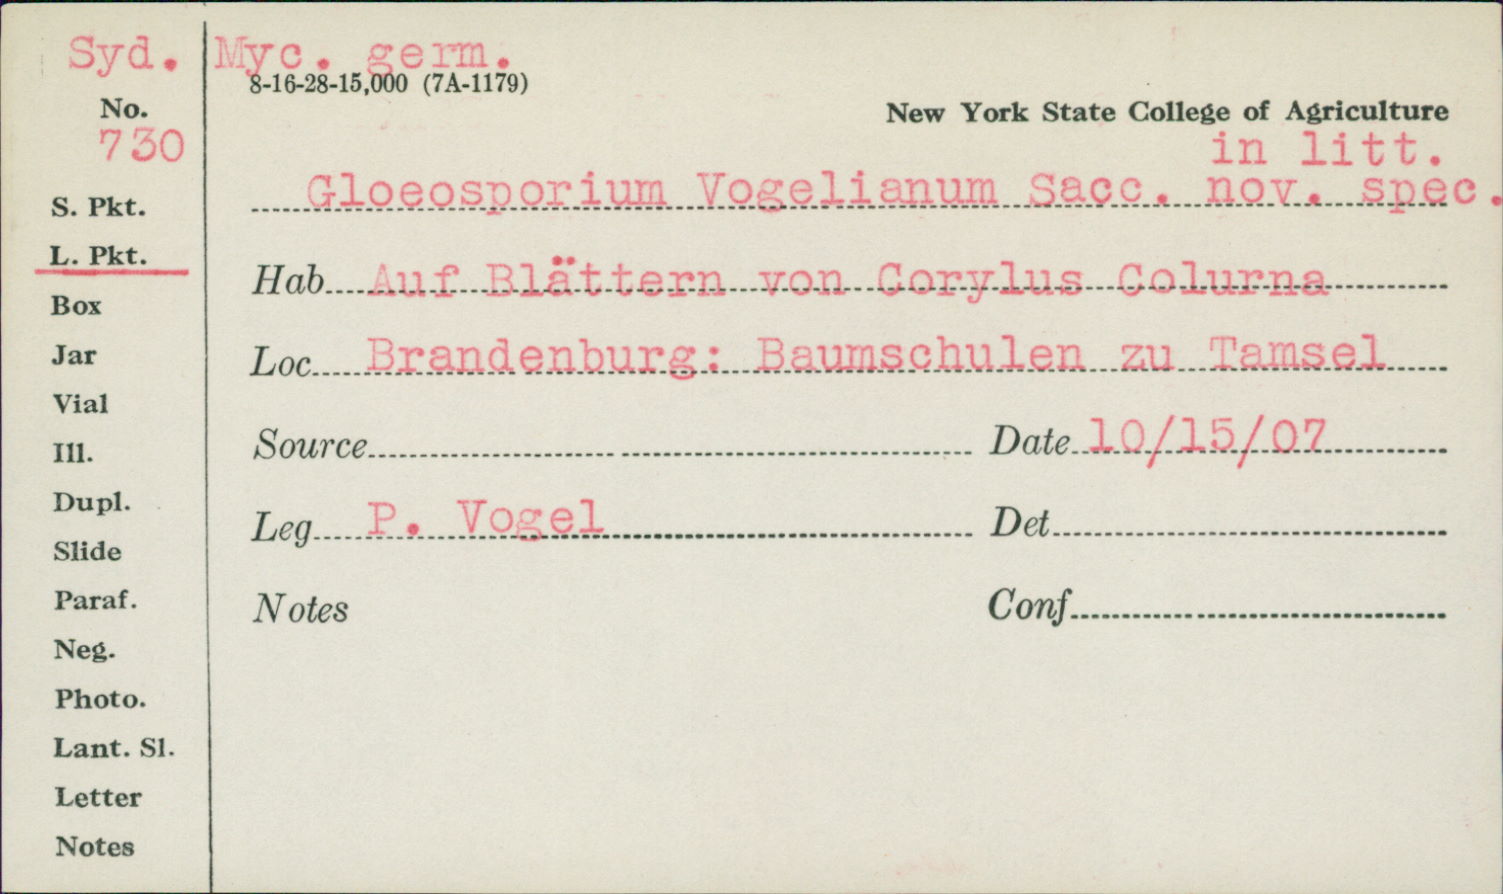 Syd. Myc. germ.
8-16-28-15,000 (7A-1179)
No.
730
New York State College of Agriculture
in litt.
Gloeosporium Vogelianum Sacc. nov. spec.
S. Pkt.
L. Pkt.
Box
Jar
Vial
Ill.
Dupl.
Slide
Paraf.
Neg.
Photo.
Lant. Sl.
Letter
Notes
Hab Auf Blättern von Corylus Colurna
Loc Brandenburg: Baumschulen zu Tamsel
Source
Date 10/15/07
Leg P. Vogel
Det
Notes
Conf